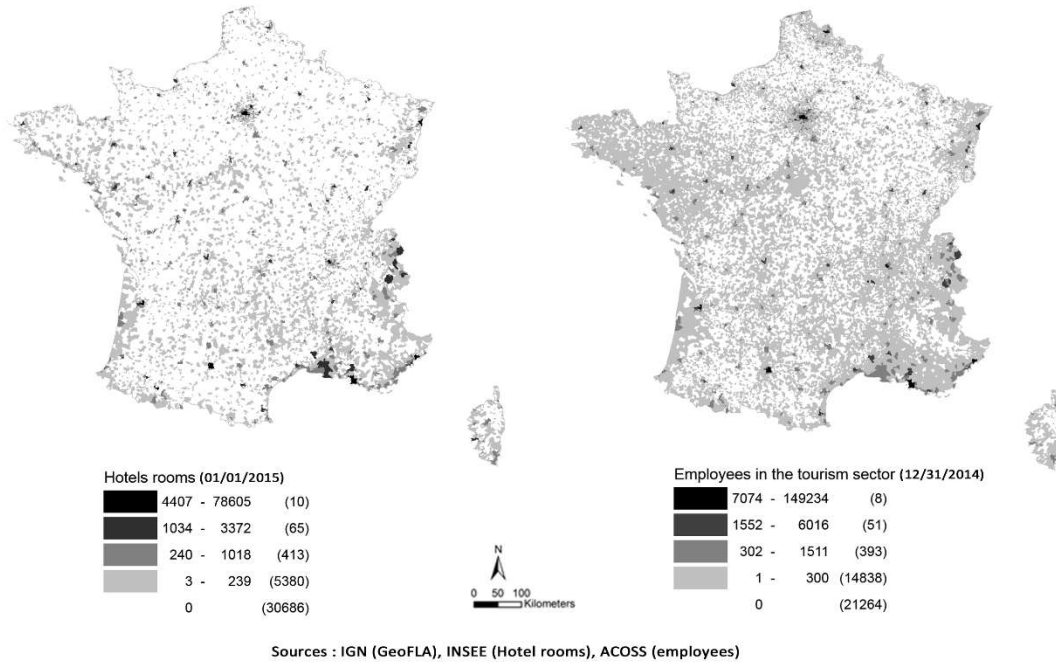 Hotels rooms (01/01/2015)
4407 - 78605 (10)
1034 - 3372 (65)
240 - 1018 (413)
3 - 239 (5380)
0 (30686)
N
0 50 100
Kilometers
Employees in the tourism sector (12/31/2014)
7074 - 149234 (8)
1552 - 6016 (51)
302 - 1511 (393)
1 - 300 (14838)
0 (21264)
Sources : IGN (GeoFLA), INSEE (Hotel rooms), ACOSS (employees)